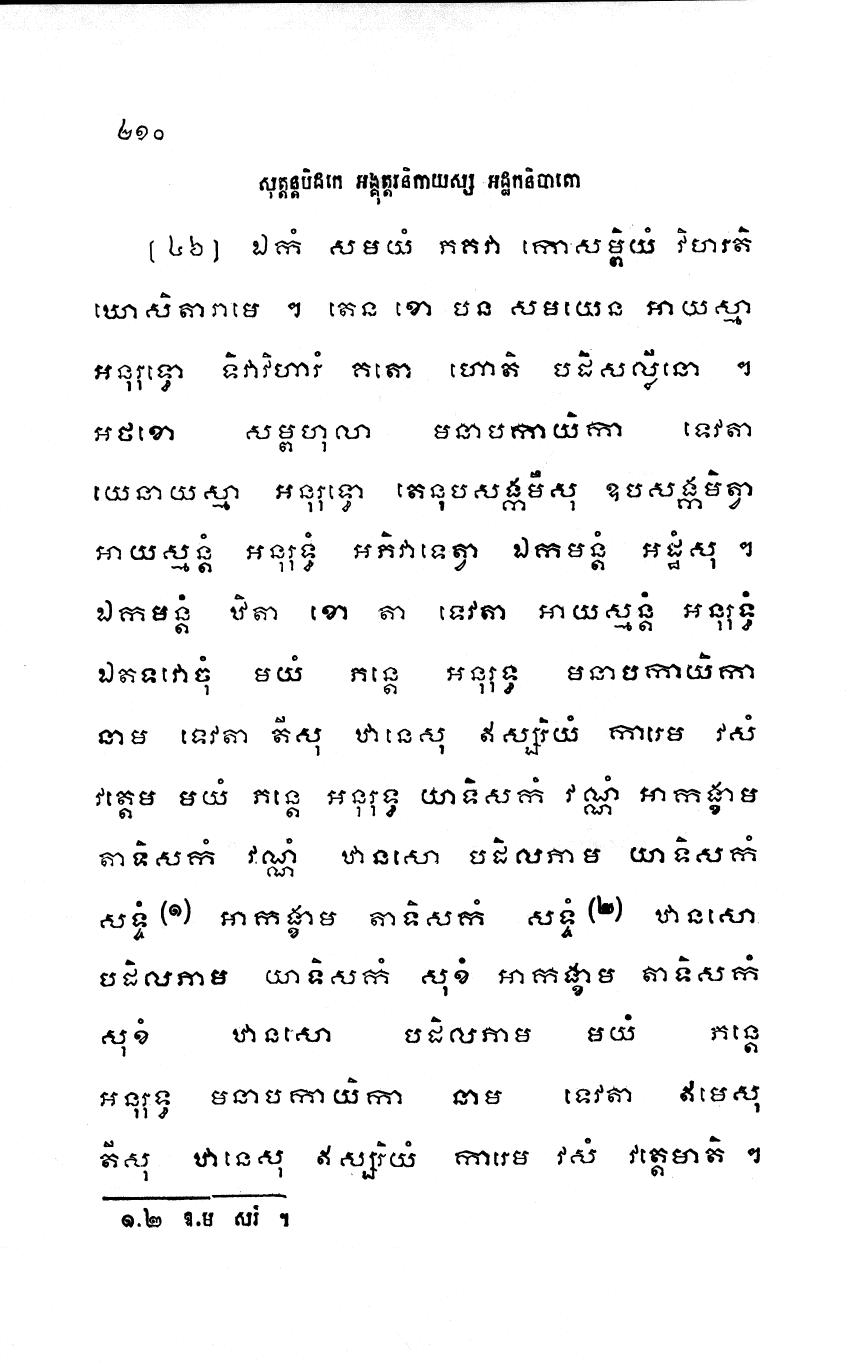 ២១០
សុត្តន្តបិដកេ អង្គុត្តរនិកាយស្ស អដ្ឋកនិបាតោ
[៤៦] ឯកំ សមយំ ភគវា កោសម្ពិយំ វិហរតិ
ឃោសិតារាមេ ។ តេន ខោ បន សមយេន អាយស្មា
អនុរុទ្ធោ ទិវាវិហារំ គតោ ហោតិ បដិសល្លីនោ ។
អថខោ សម្ពហុលា មនាបកាយិកា ទេវតា
យេនាយស្មា អនុរុទ្ធោ តេនុបសង្កមឹសុ ឧបសង្កមិត្វា
អាយស្មន្តំ អនុរុទ្ធំ អភិវាទេត្វា ឯកមន្តំ អដ្ឋំសុ ។
ឯកមន្តំ ឋិតា ខោ តា ទេវតា អាយស្មន្តំ អនុរុទ្ធំ
ឯតទវោចុំ មយំ ភន្តេ អនុរុទ្ធ មនាបកាយិកា
នាម ទេវតា តីសុ ឋានេសុ ឥស្សរិយំ ការេម វសំ
វត្តេម មយំ ភន្តេ អនុរុទ្ធ យាទិសកំ វណ្ណំ អាកង្ខាម
តាទិសកំ វណ្ណំ ឋានសោ បដិលភាម យាទិសកំ
សទ្ទំ (១) អាកង្ខាម តាទិសកំ សទ្ទំ (២) ឋានសោ
បដិលភាម យាទិសកំ សុខំ អាកង្ខាម តាទិសកំ
សុខំ ឋានសោ បដិលភាម មយំ ភន្តេ
អនុរុទ្ធ មនាបកាយិកា នាម ទេវតា ឥមេសុ
តីសុ ឋានេសុ ឥស្សរិយំ ការេម វសំ វត្តេមាតិ ។
១.២ ឱ.ម សរំ ។